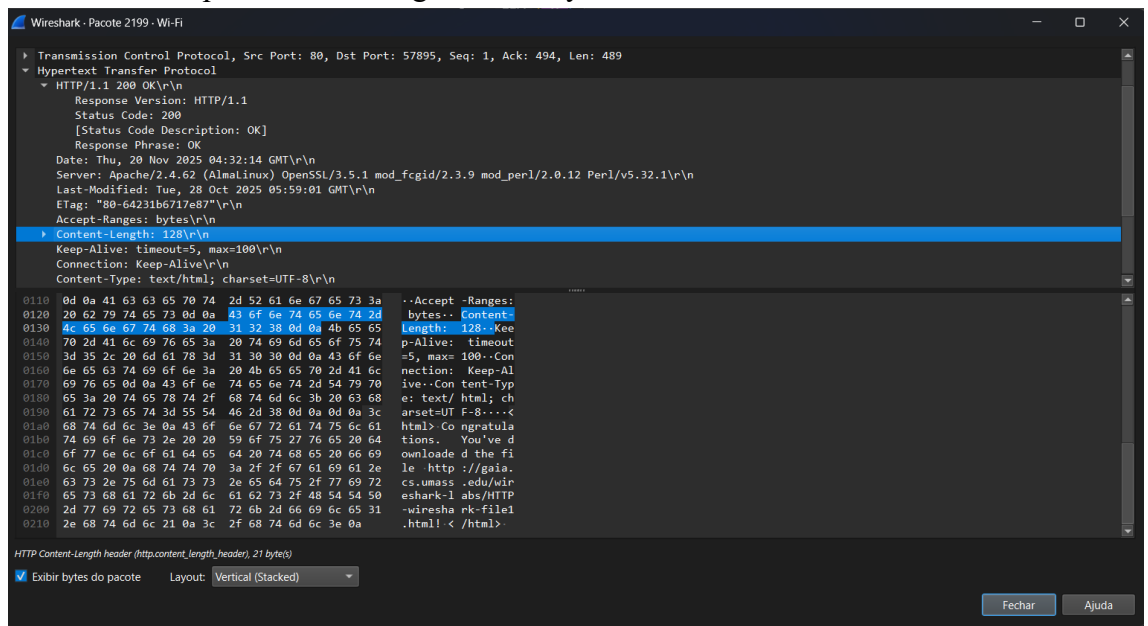 Wireshark · Pacote 2199 · Wi-Fi
Transmission Control Protocol, Src Port: 80, Dst Port: 57895, Seq: 1, Ack: 494, Len: 489
Hypertext Transfer Protocol
HTTP/1.1 200 OK\r\n
Response Version: HTTP/1.1
Status Code: 200
[Status Code Description: OK]
Response Phrase: OK
Date: Thu, 20 Nov 2025 04:32:14 GMT\r\n
Server: Apache/2.4.62 (AlmaLinux) OpenSSL/3.5.1 mod_fcgid/2.3.9 mod_perl/2.0.12 Perl/v5.32.1\r\n
Last-Modified: Tue, 28 Oct 2025 05:59:01 GMT\r\n
ETag: "80-64231b6717e87"\r\n
Accept-Ranges: bytes\r\n
Content-Length: 128\r\n
Keep-Alive: timeout=5, max=100\r\n
Connection: Keep-Alive\r\n
Content-Type: text/html; charset=UTF-8\r\n
0110 0d 0a 41 63 63 65 70 74 2d 52 61 6e 67 65 73 3a ··Accept -Ranges:
0120 20 62 79 74 65 73 0d 0a 43 6f 6e 74 65 6e 74 2d bytes·· Content-
0130 4c 65 6e 67 74 68 3a 20 31 32 38 0d 0a 4b 65 65 Length: 128··Kee
0140 70 2d 41 6c 69 76 65 3a 20 74 69 6d 65 6f 75 74 p-Alive: timeout
0150 3d 35 2c 20 6d 61 78 3d 31 30 30 0d 0a 43 6f 6e =5, max= 100··Con
0160 6e 65 63 74 69 6f 6e 3a 20 4b 65 65 70 2d 41 6c nection: Keep-Al
0170 69 76 65 0d 0a 43 6f 6e 74 65 6e 74 2d 54 79 70 ive··Con tent-Typ
0180 65 3a 20 74 65 78 74 2f 68 74 6d 6c 3b 20 63 68 e: text/ html; ch
0190 61 72 73 65 74 3d 55 54 46 2d 38 0d 0a 0d 0a 3c arset=UT F-8····<
01a0 68 74 6d 6c 3e 0a 43 6f 6e 67 72 61 74 75 6c 61 html>·Co ngratula
01b0 74 69 6f 6e 73 2e 20 20 59 6f 75 27 76 65 20 64 tions. You've d
01c0 6f 77 6e 6c 6f 61 64 65 64 20 74 68 65 20 66 69 ownloade d the fi
01d0 6c 65 20 0a 68 74 74 70 3a 2f 2f 67 61 69 61 2e le ·http ://gaia.
01e0 63 73 2e 75 6d 61 73 73 2e 65 64 75 2f 77 69 72 cs.umass .edu/wir
01f0 65 73 68 61 72 6b 2d 6c 61 62 73 2f 48 54 54 50 eshark-l abs/HTTP
0200 2d 77 69 72 65 73 68 61 72 6b 2d 66 69 6c 65 31 -wiresha rk-file1
0210 2e 68 74 6d 6c 21 0a 3c 2f 68 74 6d 6c 3e 0a .html!·< /html>·
HTTP Content-Length header (http.content_length_header), 21 byte(s)
Exibir bytes do pacote Layout: Vertical (Stacked)
Fechar Ajuda